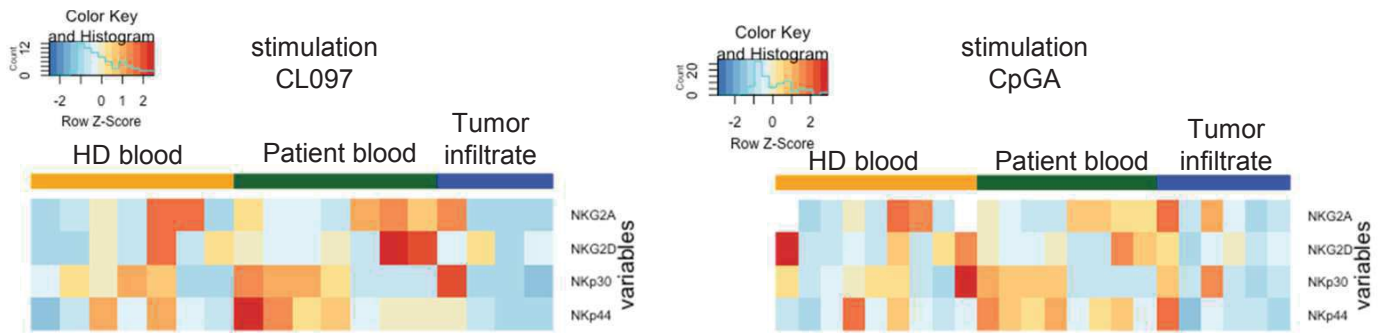 Color Key
and Histogram
Count
0
12
-2
0
1
2
Row Z-Score
stimulation
CL097
HD blood
Patient blood
Tumor
infiltrate
NKG2A
NKG2D
NKp30
NKp44
variables
Color Key
and Histogram
Count
0
20
-2
0
2
Row Z-Score
stimulation
CpGA
HD blood
Patient blood
Tumor
infiltrate
NKG2A
NKG2D
NKp30
NKp44
variables